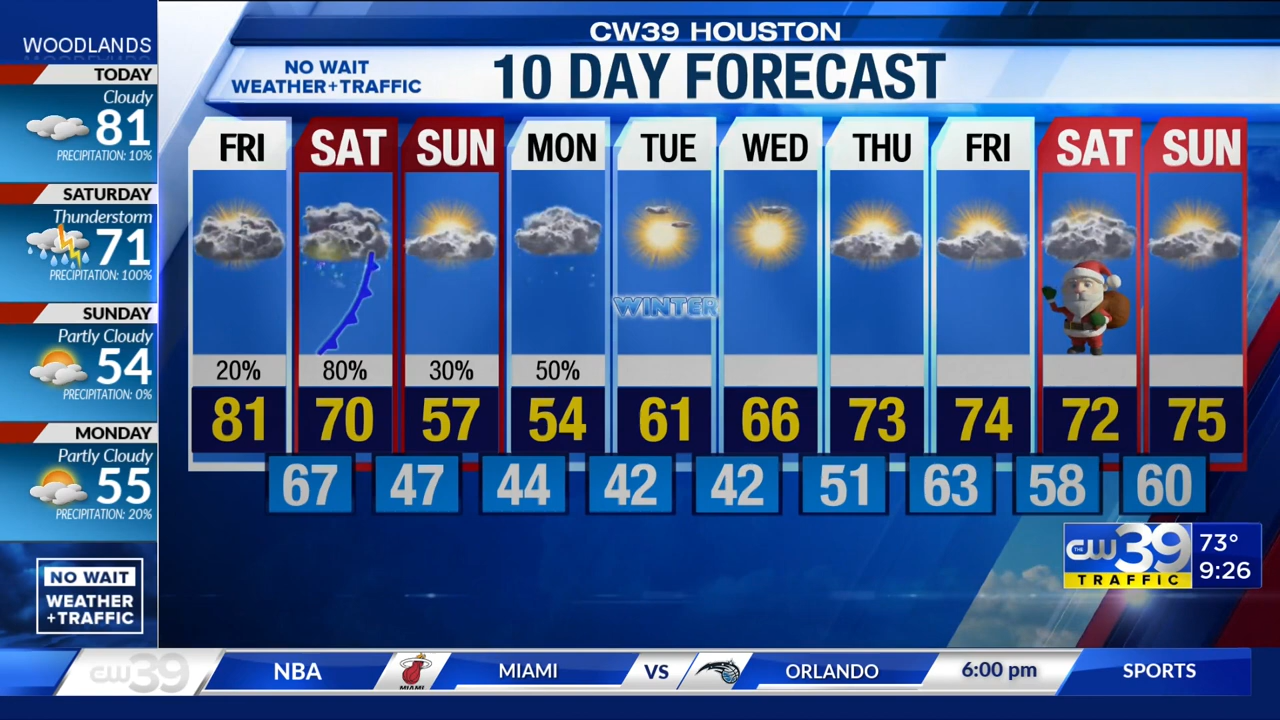 WOODLANDS
TODAY
Cloudy
81
PRECIPITATION: 10%
SATURDAY
Thunderstorm
71
PRECIPITATION: 100%
SUNDAY
Partly Cloudy
54
PRECIPITATION: 0%
MONDAY
Partly Cloudy
55
PRECIPITATION: 20%
NO WAIT
WEATHER
+TRAFFIC
CW39 HOUSTON
NO WAIT
WEATHER+TRAFFIC
10 DAY FORECAST
FRI SAT SUN MON TUE WED THU FRI SAT SUN
WINTER
20% 80% 30% 50%
81 70 57 54 61 66 73 74 72 75
67 47 44 42 42 51 63 58 60
THE CW 39
TRAFFIC
73°
9:26
CW39 NBA MIAMI MIAMI VS ORLANDO 6:00 pm SPORTS